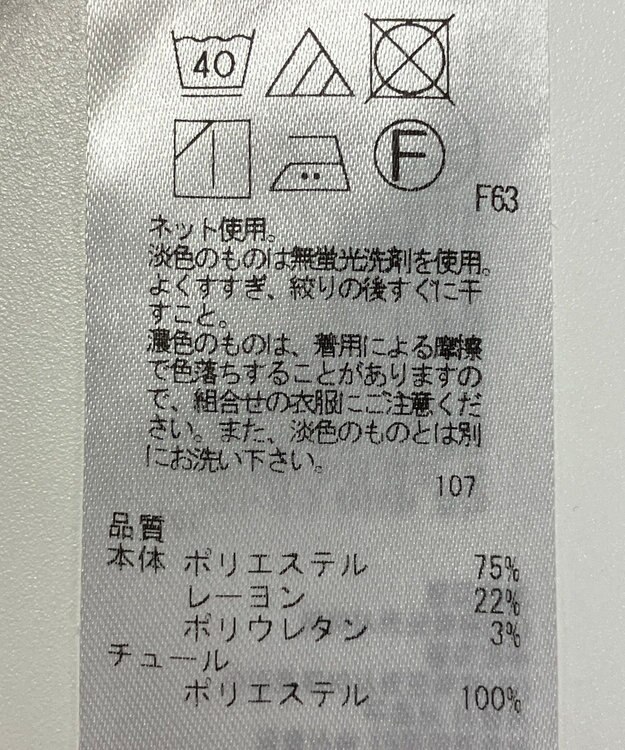 40
F
F63
ネット使用。
淡色のものは無蛍光洗剤を使用。
よくすすぎ、絞りの後すぐに干
すこと。
濃色のものは、着用による摩擦
で色落ちすることがありますの
で、組合せの衣服にご注意くだ
さい。また、淡色のものとは別
にお洗い下さい。
107
品質
本体 ポリエステル 75%
レーヨン 22%
ポリウレタン 3%
チュール
ポリエステル 100%